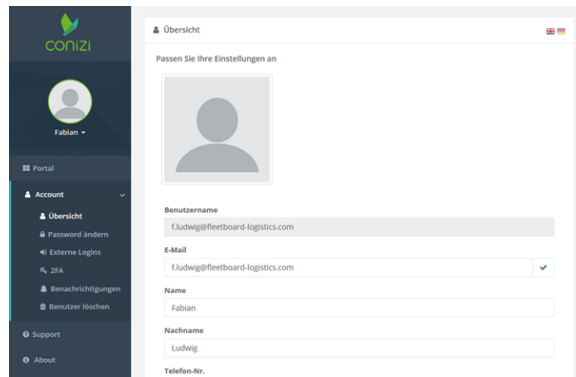 conizi
Fabian
Portal
Account
Übersicht
Password ändern
Externe Logins
2FA
Benachrichtigungen
Benutzer löschen
Support
About
Übersicht
Passen Sie Ihre Einstellungen an
Benutzername
f.ludwig@fleetboard-logistics.com
E-Mail
f.ludwig@fleetboard-logistics.com
Name
Fabian
Nachname
Ludwig
Telefon-Nr.